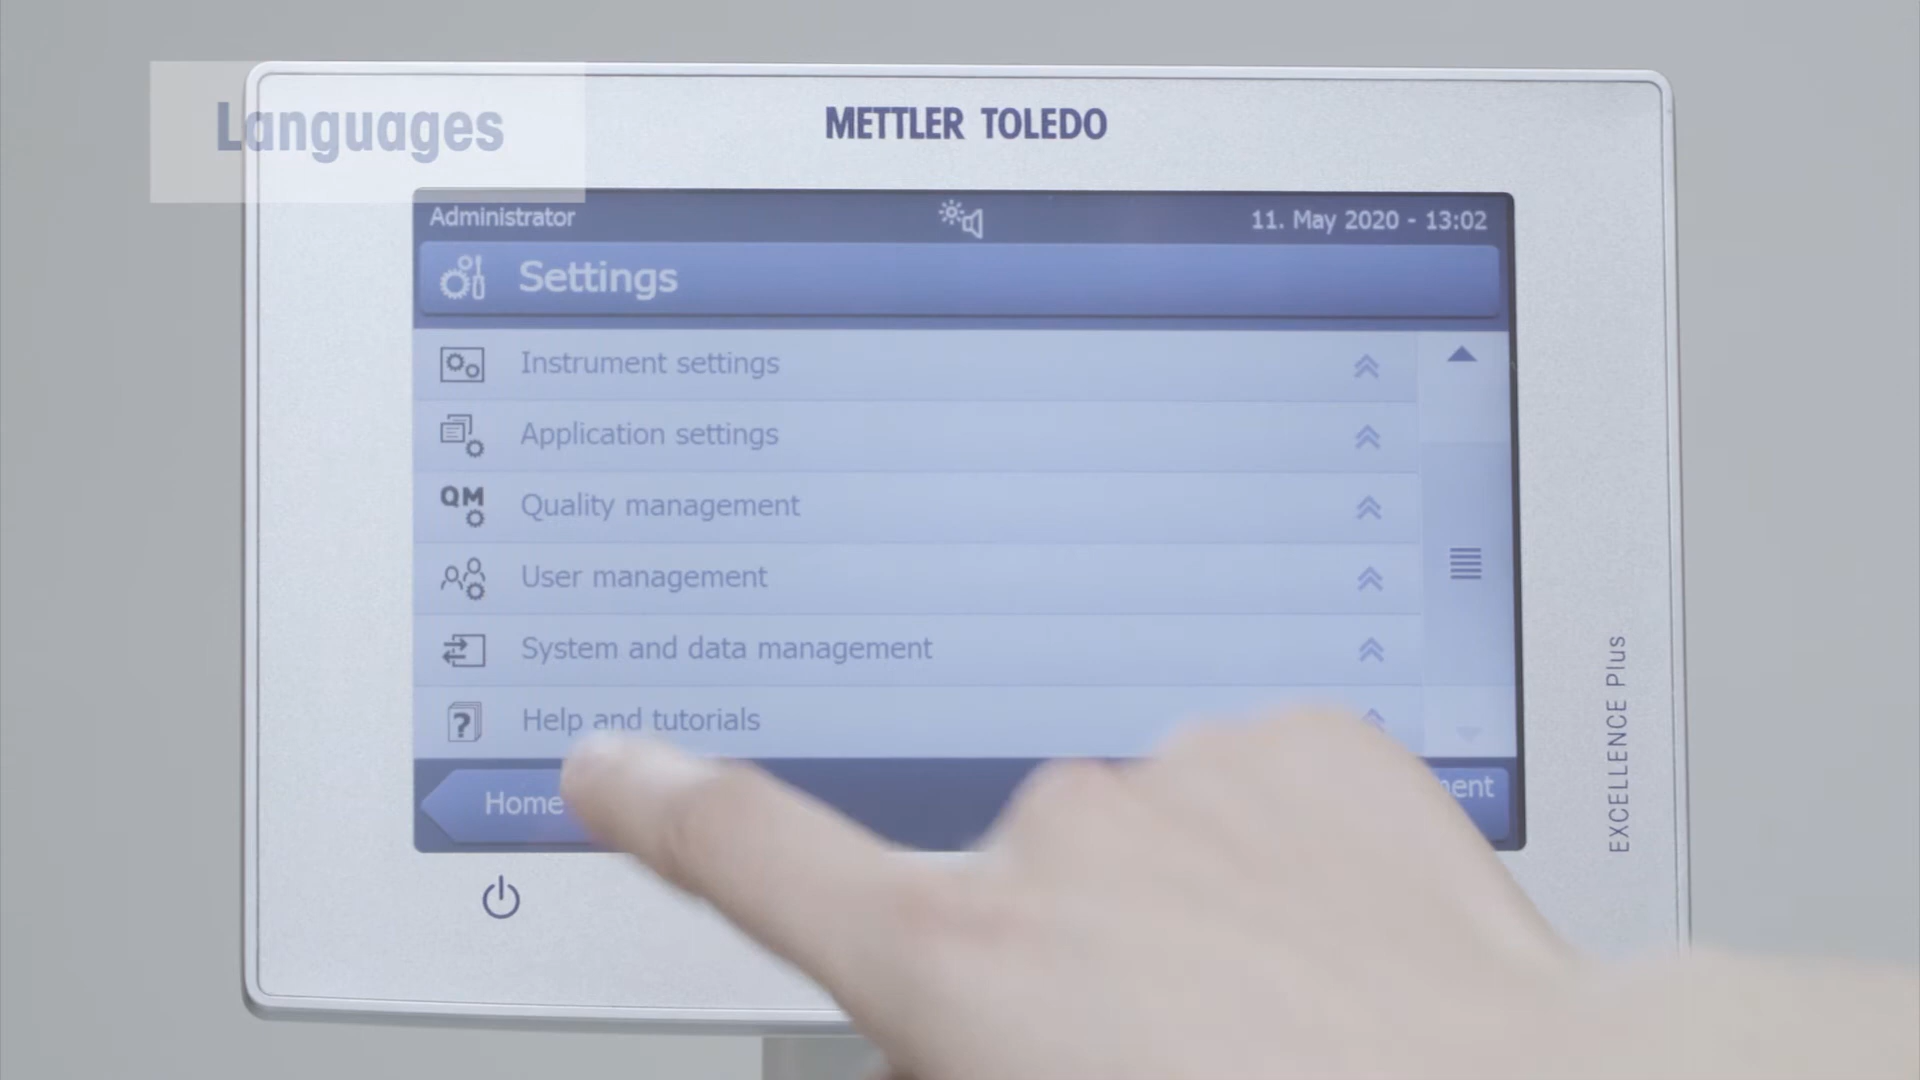 Languages
METTLER TOLEDO
Administrator
11. May 2020 - 13:02
Settings
Instrument settings
Application settings
QM
Quality management
User management
System and data management
?
Help and tutorials
Home
EXCELLENCE Plus